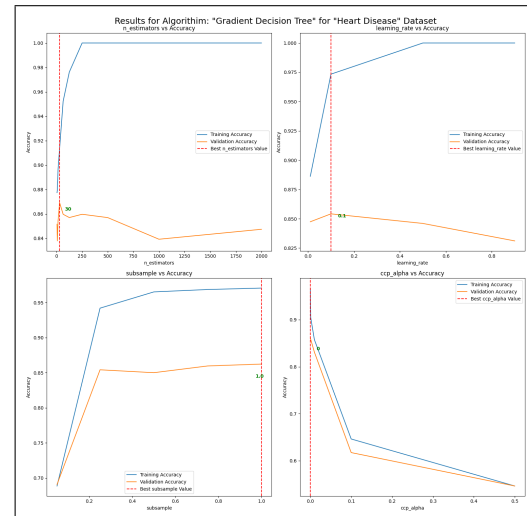 Results for Algorithim: "Gradient Decision Tree" for "Heart Disease" Dataset
n_estimators vs Accuracy
1.00
0.98
0.96
0.94
0.92
0.90
0.88
0.86
0.84
Accuracy
Training Accuracy
Validation Accuracy
Best n_estimators Value
30
0
250
500
750
1000
1250
1500
1750
2000
n_estimators
learning_rate vs Accuracy
1.000
0.975
0.950
0.925
0.900
0.875
0.850
0.825
Accuracy
Training Accuracy
Validation Accuracy
Best learning_rate Value
0.1
0.0
0.2
0.4
0.6
0.8
learning_rate
subsample vs Accuracy
0.95
0.90
0.85
0.80
0.75
0.70
Accuracy
1.0
Training Accuracy
Validation Accuracy
Best subsample Value
0.2
0.4
0.6
0.8
1.0
subsample
ccp_alpha vs Accuracy
0.9
0.8
0.7
0.6
Accuracy
Training Accuracy
Validation Accuracy
Best ccp_alpha Value
0
0.0
0.1
0.2
0.3
0.4
0.5
ccp_alpha